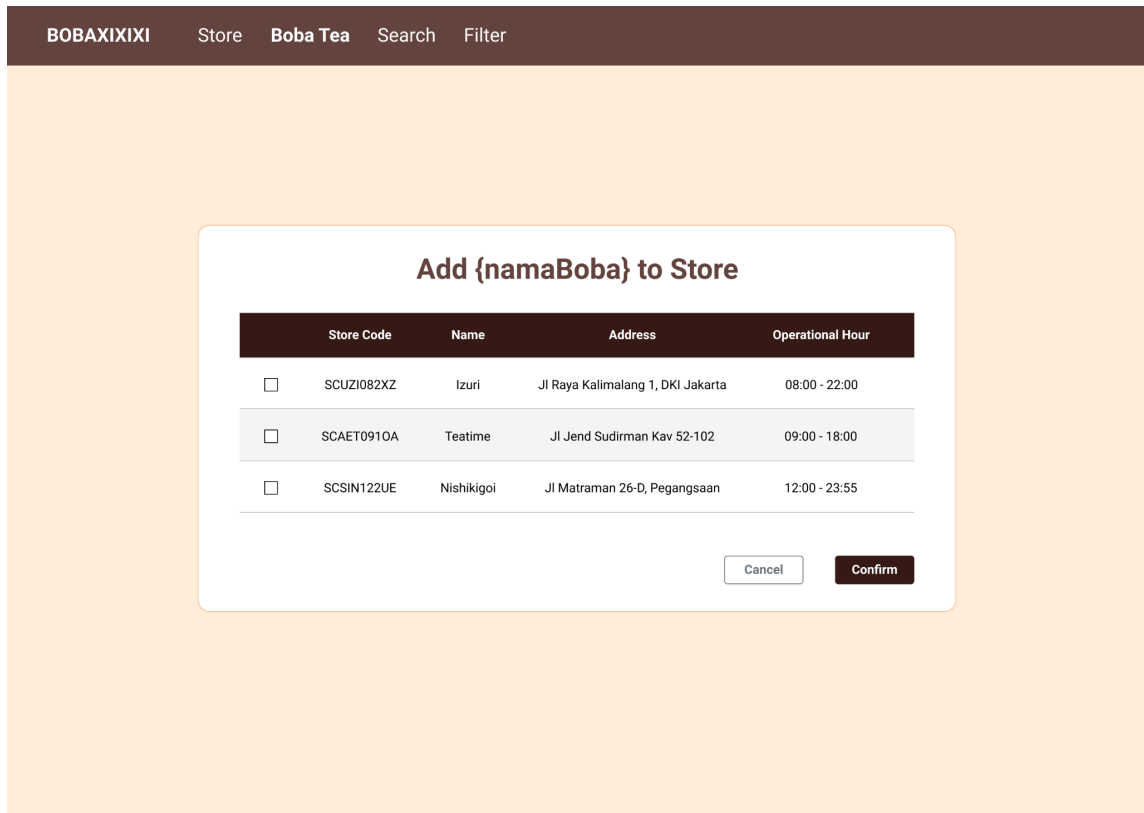 BOBAXIXIXI Store Boba Tea Search Filter
Add {namaBoba} to Store
Store Code Name Address Operational Hour
SCUZI082XZ Izuri Jl Raya Kalimalang 1, DKI Jakarta 08:00 - 22:00
SCAET091OA Teatime Jl Jend Sudirman Kav 52-102 09:00 - 18:00
SCSIN122UE Nishikigoi Jl Matraman 26-D, Pegangsaan 12:00 - 23:55
Cancel Confirm